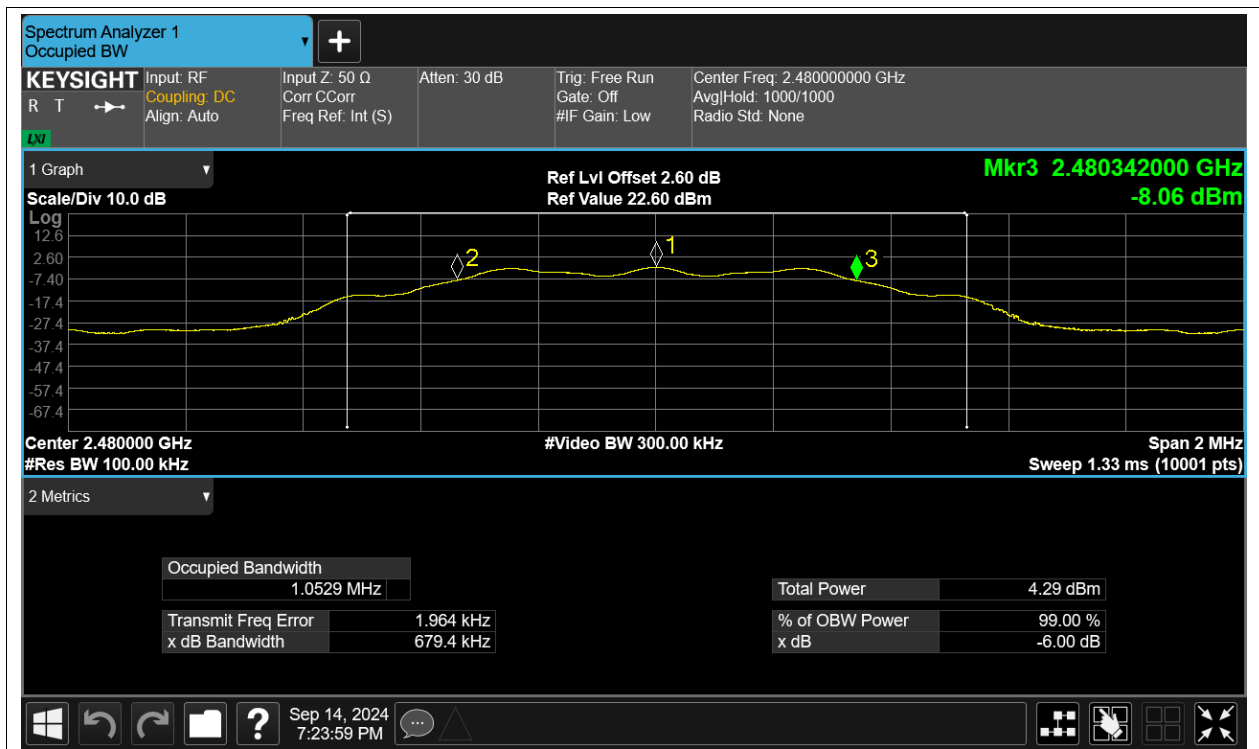 Spectrum Analyzer 1
Occupied BW
+
KEYSIGHT
R T
LXI
Input: RF
Coupling: DC
Align: Auto
Input Z: 50 Ω
Corr CCorr
Freq Ref: Int (S)
Atten: 30 dB
Trig: Free Run
Gate: Off
#IF Gain: Low
Center Freq: 2.480000000 GHz
Avg|Hold: 1000/1000
Radio Std: None
1 Graph
Scale/Div 10.0 dB
Ref Lvl Offset 2.60 dB
Ref Value 22.60 dBm
Mkr3 2.480342000 GHz
-8.06 dBm
Log
12.6
2.60
-7.40
-17.4
-27.4
-37.4
-47.4
-57.4
-67.4
2
1
3
Center 2.480000 GHz
#Res BW 100.00 kHz
#Video BW 300.00 kHz
Span 2 MHz
Sweep 1.33 ms (10001 pts)
2 Metrics
Occupied Bandwidth
1.0529 MHz
Transmit Freq Error 1.964 kHz
x dB Bandwidth 679.4 kHz
Total Power 4.29 dBm
% of OBW Power 99.00 %
x dB -6.00 dB
?
Sep 14, 2024
7:23:59 PM